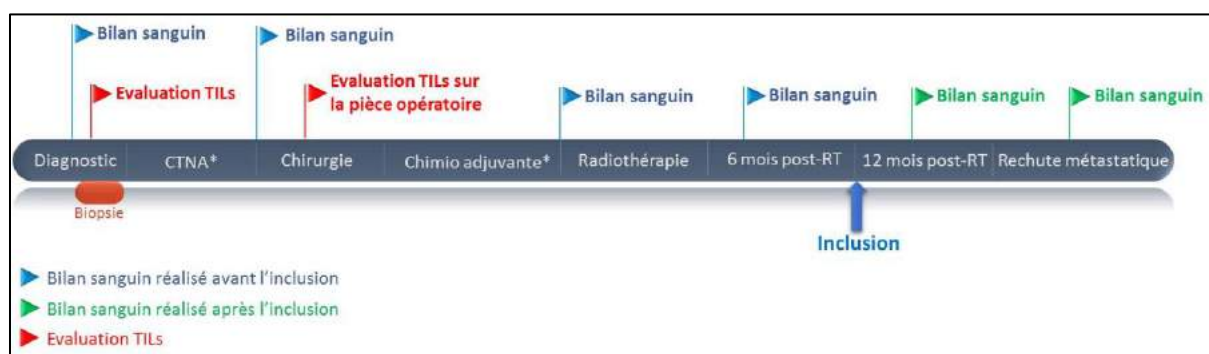 Bilan sanguin
Bilan sanguin
Evaluation TILs
Evaluation TILs sur
la pièce opératoire
Bilan sanguin
Bilan sanguin
Bilan sanguin
Bilan sanguin
Diagnostic
CTNA*
Chirurgie
Chimio adjuvante*
Radiothérapie
6 mois post-RT
12 mois post-RT
Rechute métastatique
Biopsie
Inclusion
Bilan sanguin réalisé avant l'inclusion
Bilan sanguin réalisé après l'inclusion
Evaluation TILs